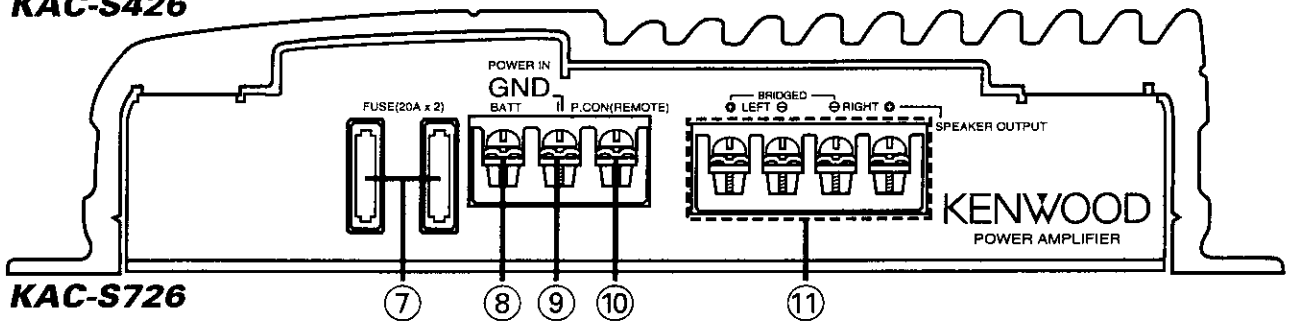 KAC-S426
POWER IN
GND
FUSE(20A x 2)
BATT
P.CON(REMOTE)
BRIDGED
⊕ LEFT ⊖ ⊖ RIGHT ⊕
SPEAKER OUTPUT
KENWOOD
POWER AMPLIFIER
KAC-S726
⑦ ⑧ ⑨ ⑩ ⑪